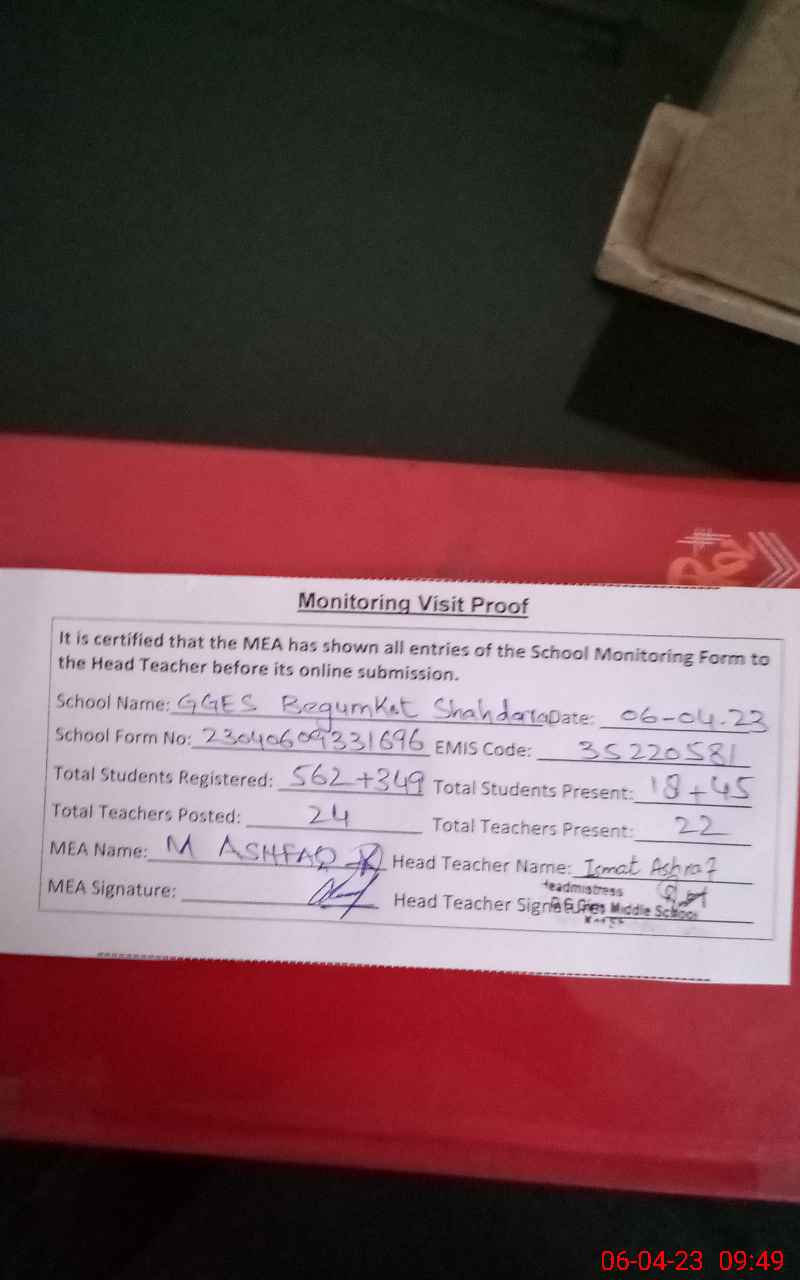 Monitoring Visit Proof
It is certified that the MEA has shown all entries of the School Monitoring Form to
the Head Teacher before its online submission.
School Name: GGES BegumKot Shahdara Date: 06-04-23
School Form No: 23040609331696 EMIS Code: 35220581
Total Students Registered: 562+349 Total Students Present: 18+45
Total Teachers Posted: 24 Total Teachers Present: 22
MEA Name: M ASHFAQ Head Teacher Name: Ismat Ashraf
MEA Signature: Head Teacher Signature:
Headmistress
Girls Middle School
06-04-23 09:49